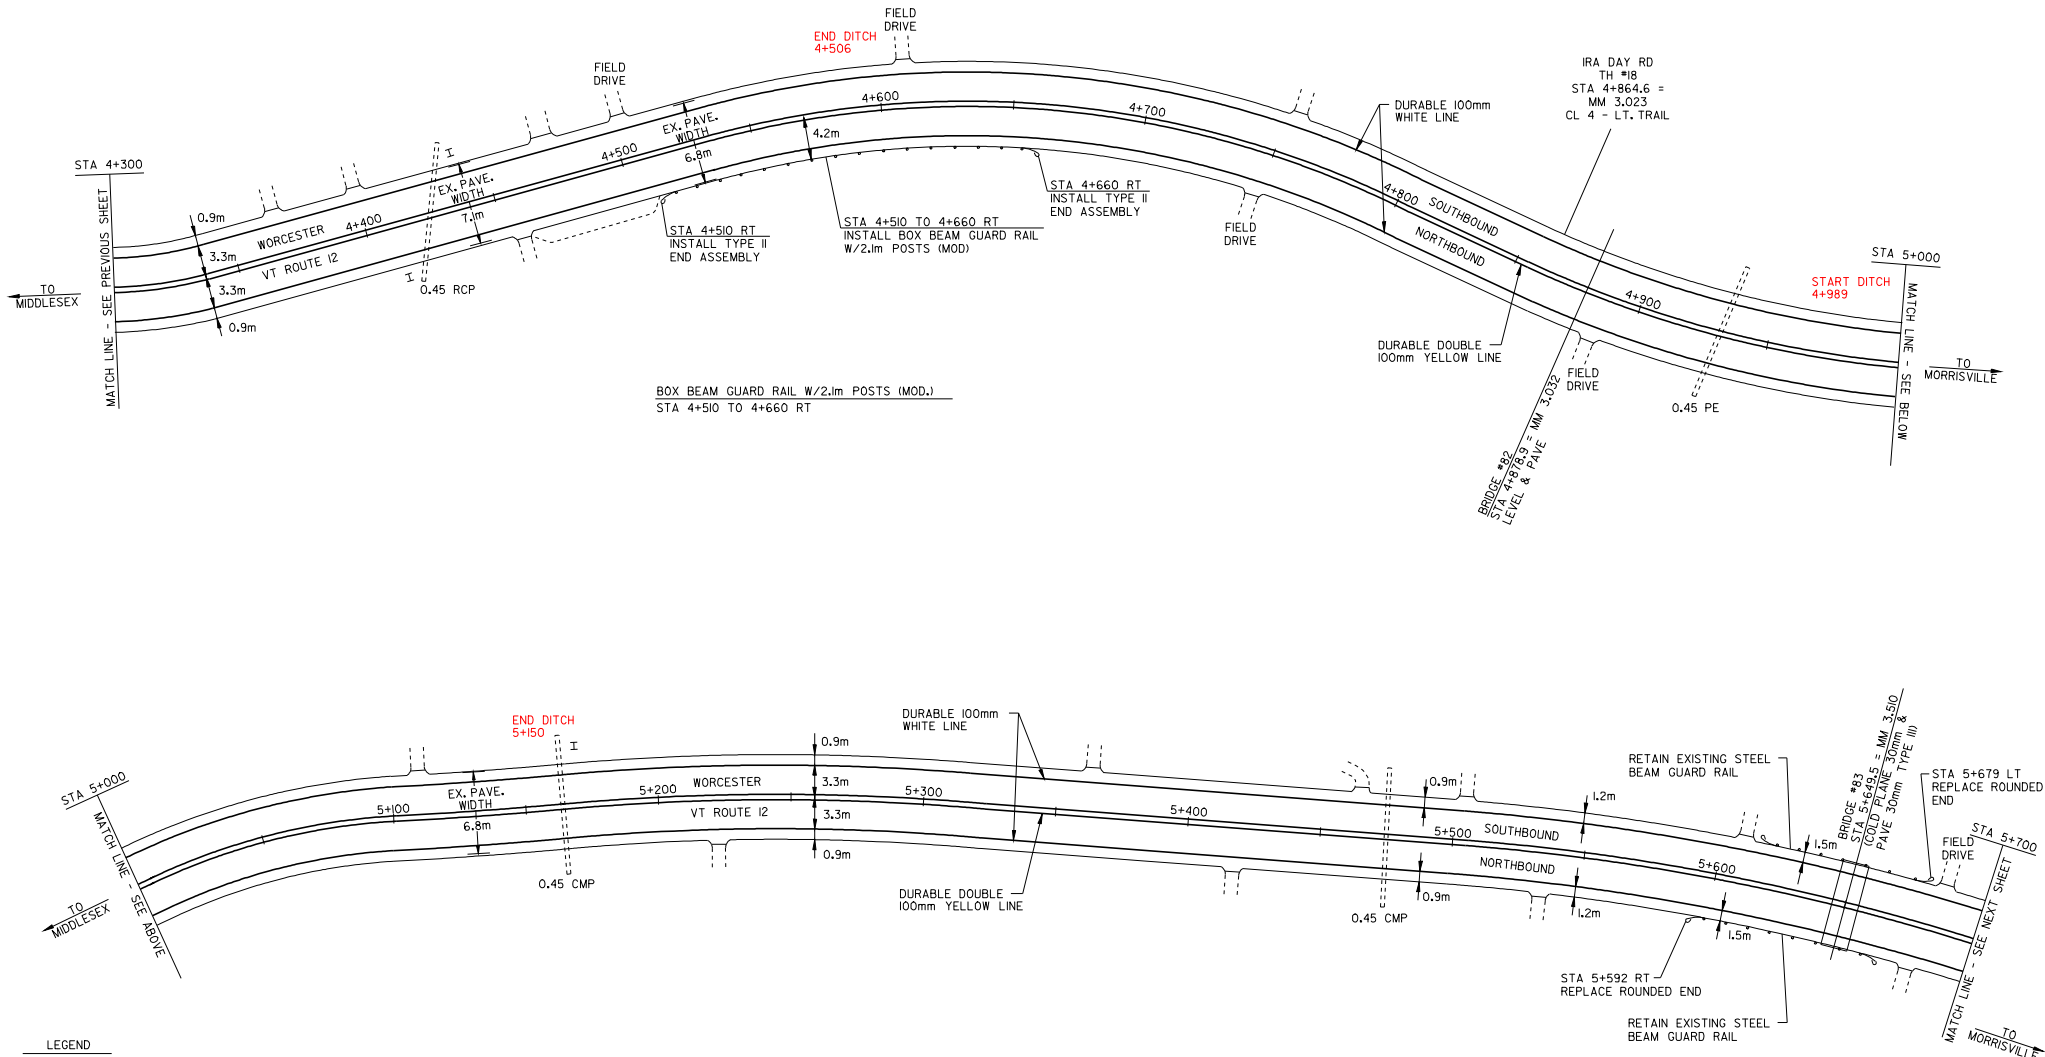 FIELD
DRIVE
END DITCH
4+506
FIELD
DRIVE
IRA DAY RD
TH #18
STA 4+864.6 =
MM 3.023
CL 4 - LT. TRAIL
DURABLE 100mm
WHITE LINE
STA 4+300
MATCH LINE - SEE PREVIOUS SHEET
TO
MIDDLESEX
0.9m
3.3m
3.3m
0.9m
WORCESTER
VT ROUTE 12
4+400
EX. PAVE.
WIDTH
7.1m
H
H
0.45 RCP
4+500
EX. PAVE.
WIDTH
6.8m
4+600
4.2m
4+700
STA 4+510 RT
INSTALL TYPE II
END ASSEMBLY
STA 4+510 TO 4+660 RT
INSTALL BOX BEAM GUARD RAIL
W/2.1m POSTS (MOD)
STA 4+660 RT
INSTALL TYPE II
END ASSEMBLY
FIELD
DRIVE
4+800
SOUTHBOUND
NORTHBOUND
4+900
DURABLE DOUBLE
100mm YELLOW LINE
BRIDGE #82
STA 4+878.9 = MM 3.032
LEVEL & PAVE
FIELD
DRIVE
0.45 PE
START DITCH
4+989
STA 5+000
MATCH LINE - SEE BELOW
TO
MORRISVILLE
BOX BEAM GUARD RAIL W/2.1m POSTS (MOD.)
STA 4+510 TO 4+660 RT
STA 5+000
MATCH LINE - SEE ABOVE
TO
MIDDLESEX
5+100
EX. PAVE.
WIDTH
6.8m
END DITCH
5+150
H
0.45 CMP
5+200
WORCESTER
VT ROUTE 12
0.9m
3.3m
3.3m
0.9m
5+300
DURABLE 100mm
WHITE LINE
DURABLE DOUBLE
100mm YELLOW LINE
5+400
0.45 CMP
0.9m
0.9m
5+500
SOUTHBOUND
NORTHBOUND
1.2m
1.2m
RETAIN EXISTING STEEL
BEAM GUARD RAIL
5+600
1.5m
1.5m
BRIDGE #83
STA 5+649.5 = MM 3.510
(COLD PLANE 30mm &
PAVE 30mm TYPE III)
STA 5+679 LT
REPLACE ROUNDED
END
FIELD
DRIVE
STA 5+700
MATCH LINE - SEE NEXT SHEET
STA 5+592 RT
REPLACE ROUNDED END
RETAIN EXISTING STEEL
BEAM GUARD RAIL
TO
MORRISVILLE
LEGEND